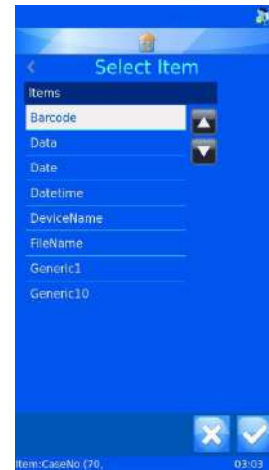 Select Item
Items
Barcode
Data
Date
Datetime
DeviceName
FileName
Generic1
Generic10
Item:CaseNo (70,
03:03